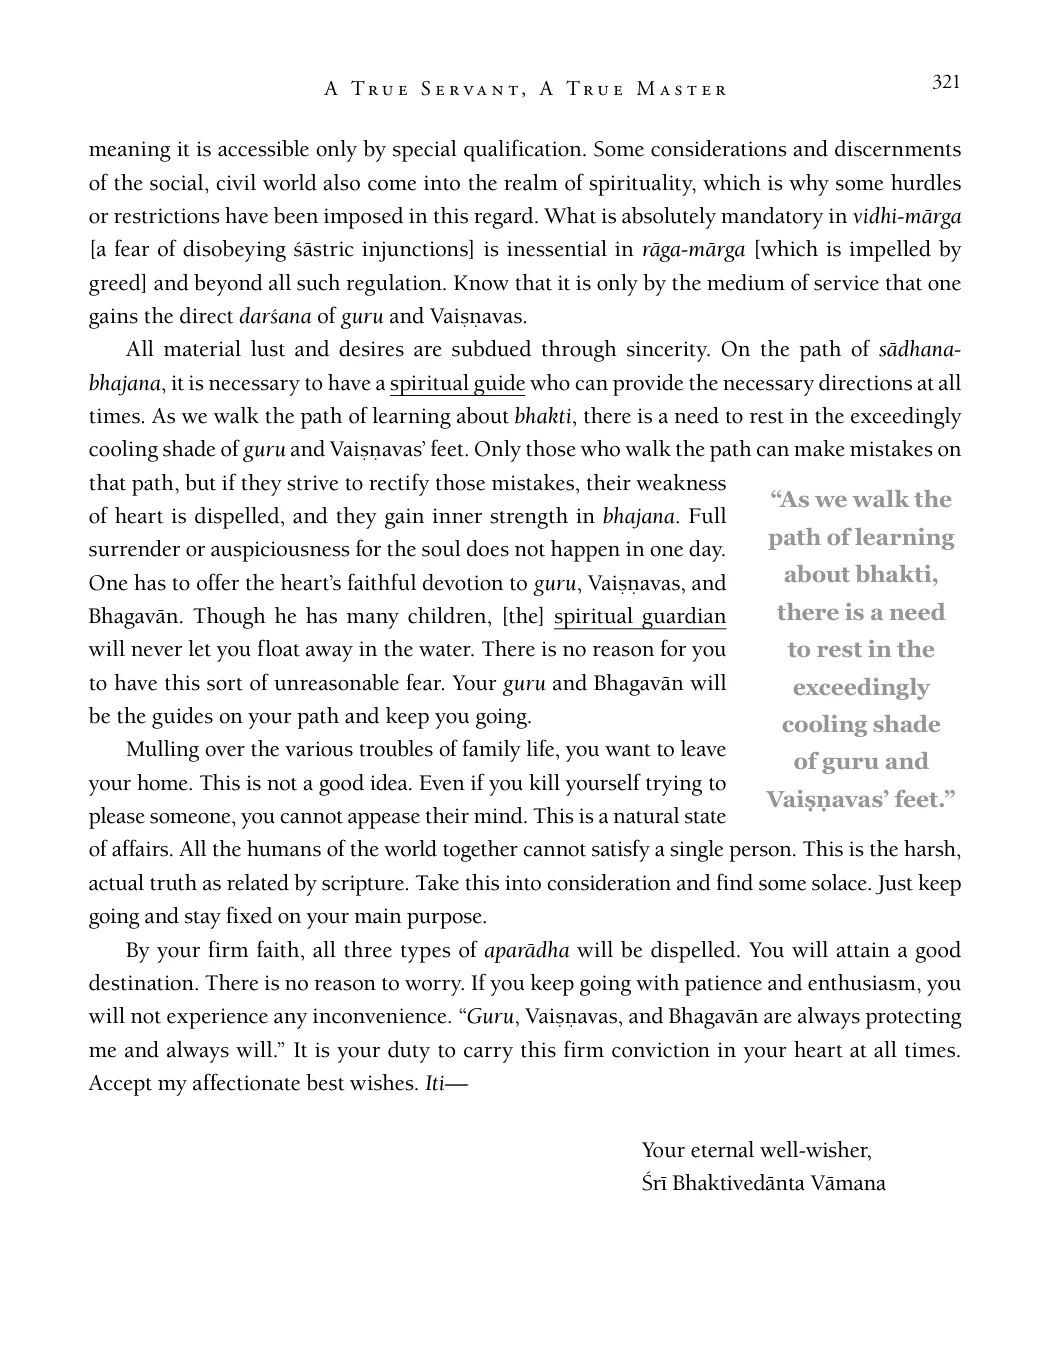 A True Servant, A True Master
321
meaning it is accessible only by special qualification. Some considerations and discernments
of the social, civil world also come into the realm of spirituality, which is why some hurdles
or restrictions have been imposed in this regard. What is absolutely mandatory in vidhi-mārga
[a fear of disobeying śāstric injunctions] is inessential in rāga-mārga [which is impelled by
greed] and beyond all such regulation. Know that it is only by the medium of service that one
gains the direct darśana of guru and Vaiṣṇavas.
All material lust and desires are subdued through sincerity. On the path of sādhana-
bhajana, it is necessary to have a spiritual guide who can provide the necessary directions at all
times. As we walk the path of learning about bhakti, there is a need to rest in the exceedingly
cooling shade of guru and Vaiṣṇavas’ feet. Only those who walk the path can make mistakes on
that path, but if they strive to rectify those mistakes, their weakness
of heart is dispelled, and they gain inner strength in bhajana. Full
surrender or auspiciousness for the soul does not happen in one day.
One has to offer the heart’s faithful devotion to guru, Vaiṣṇavas, and
Bhagavān. Though he has many children, [the] spiritual guardian
will never let you float away in the water. There is no reason for you
to have this sort of unreasonable fear. Your guru and Bhagavān will
be the guides on your path and keep you going.
Mulling over the various troubles of family life, you want to leave
your home. This is not a good idea. Even if you kill yourself trying to
please someone, you cannot appease their mind. This is a natural state
of affairs. All the humans of the world together cannot satisfy a single person. This is the harsh,
actual truth as related by scripture. Take this into consideration and find some solace. Just keep
going and stay fixed on your main purpose.
“As we walk the
path of learning
about bhakti,
there is a need
to rest in the
exceedingly
cooling shade
of guru and
Vaiṣṇavas’ feet.”
By your firm faith, all three types of aparādha will be dispelled. You will attain a good
destination. There is no reason to worry. If you keep going with patience and enthusiasm, you
will not experience any inconvenience. “Guru, Vaiṣṇavas, and Bhagavān are always protecting
me and always will.” It is your duty to carry this firm conviction in your heart at all times.
Accept my affectionate best wishes. Iti—
Your eternal well-wisher,
Śrī Bhaktivedānta Vāmana